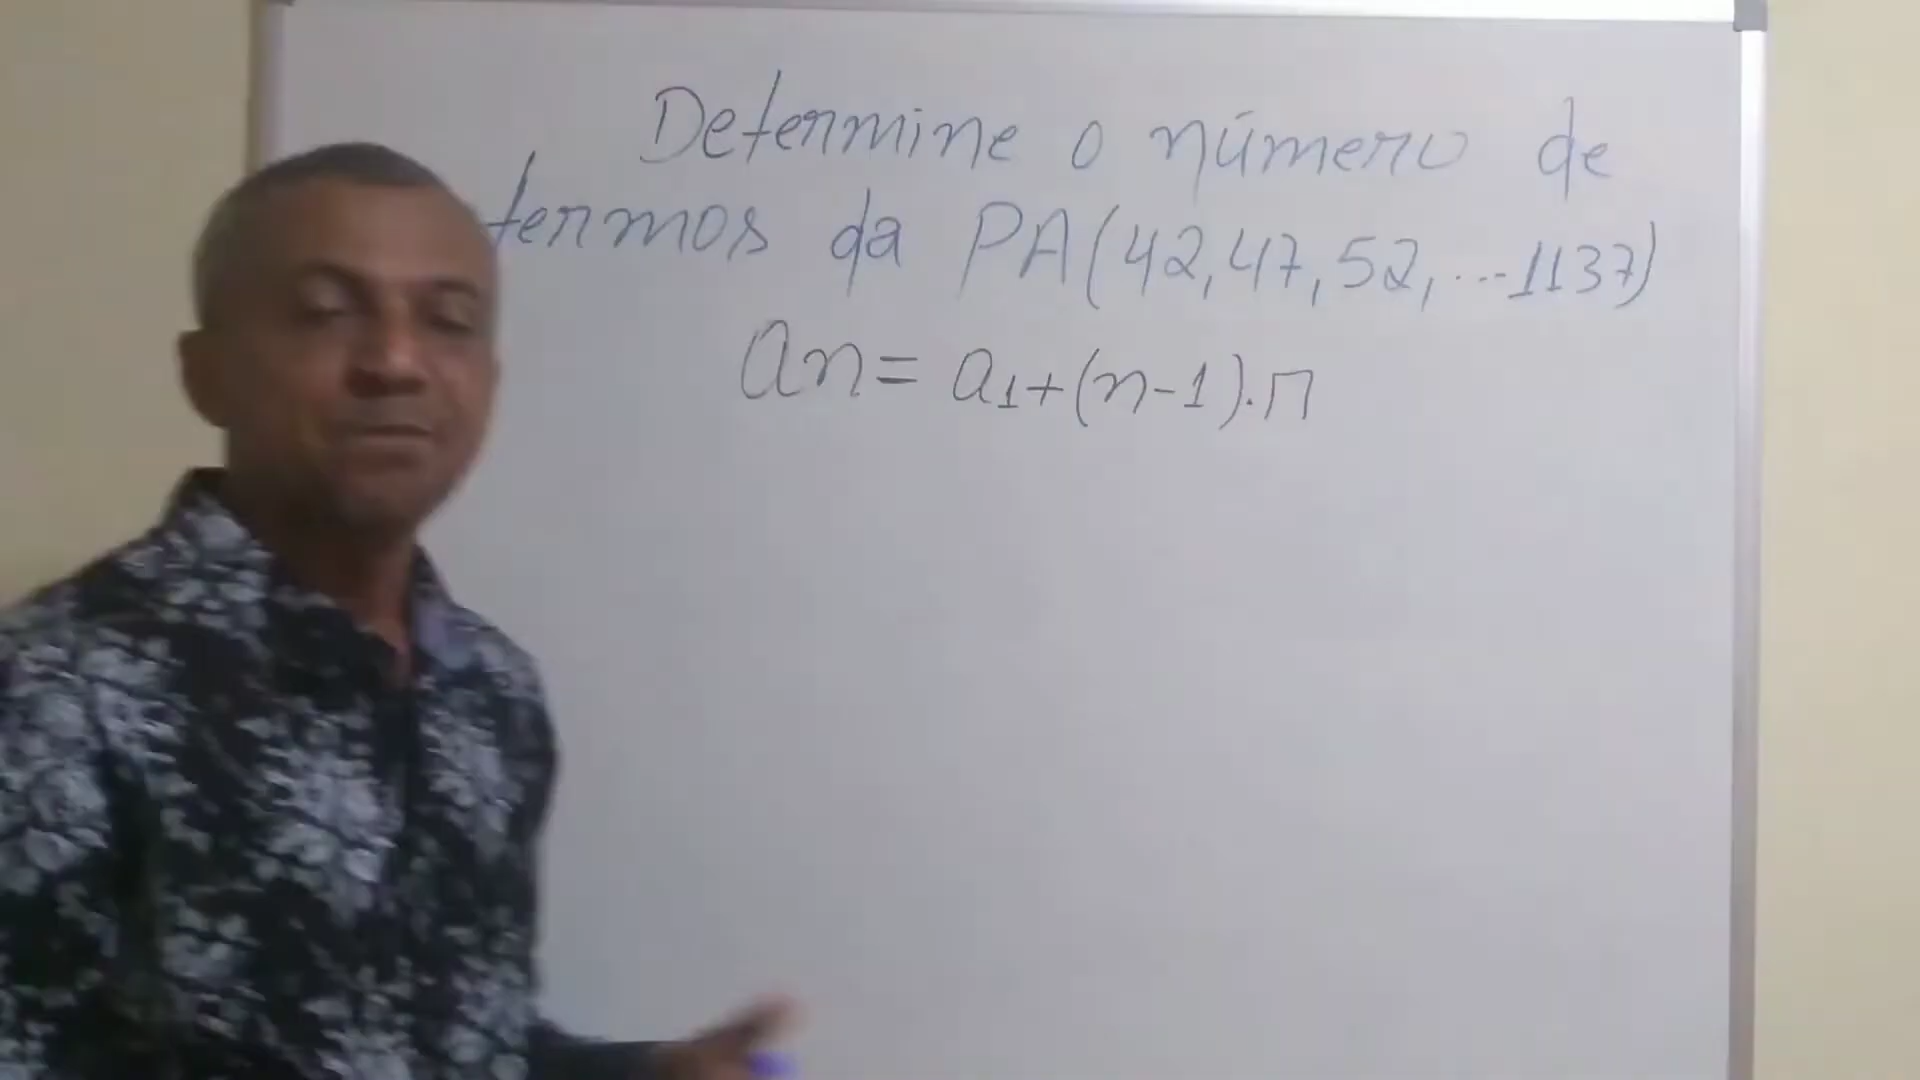 Determine o número de
termos da PA(42,47,52,...1137)
an= a1+(n-1).r